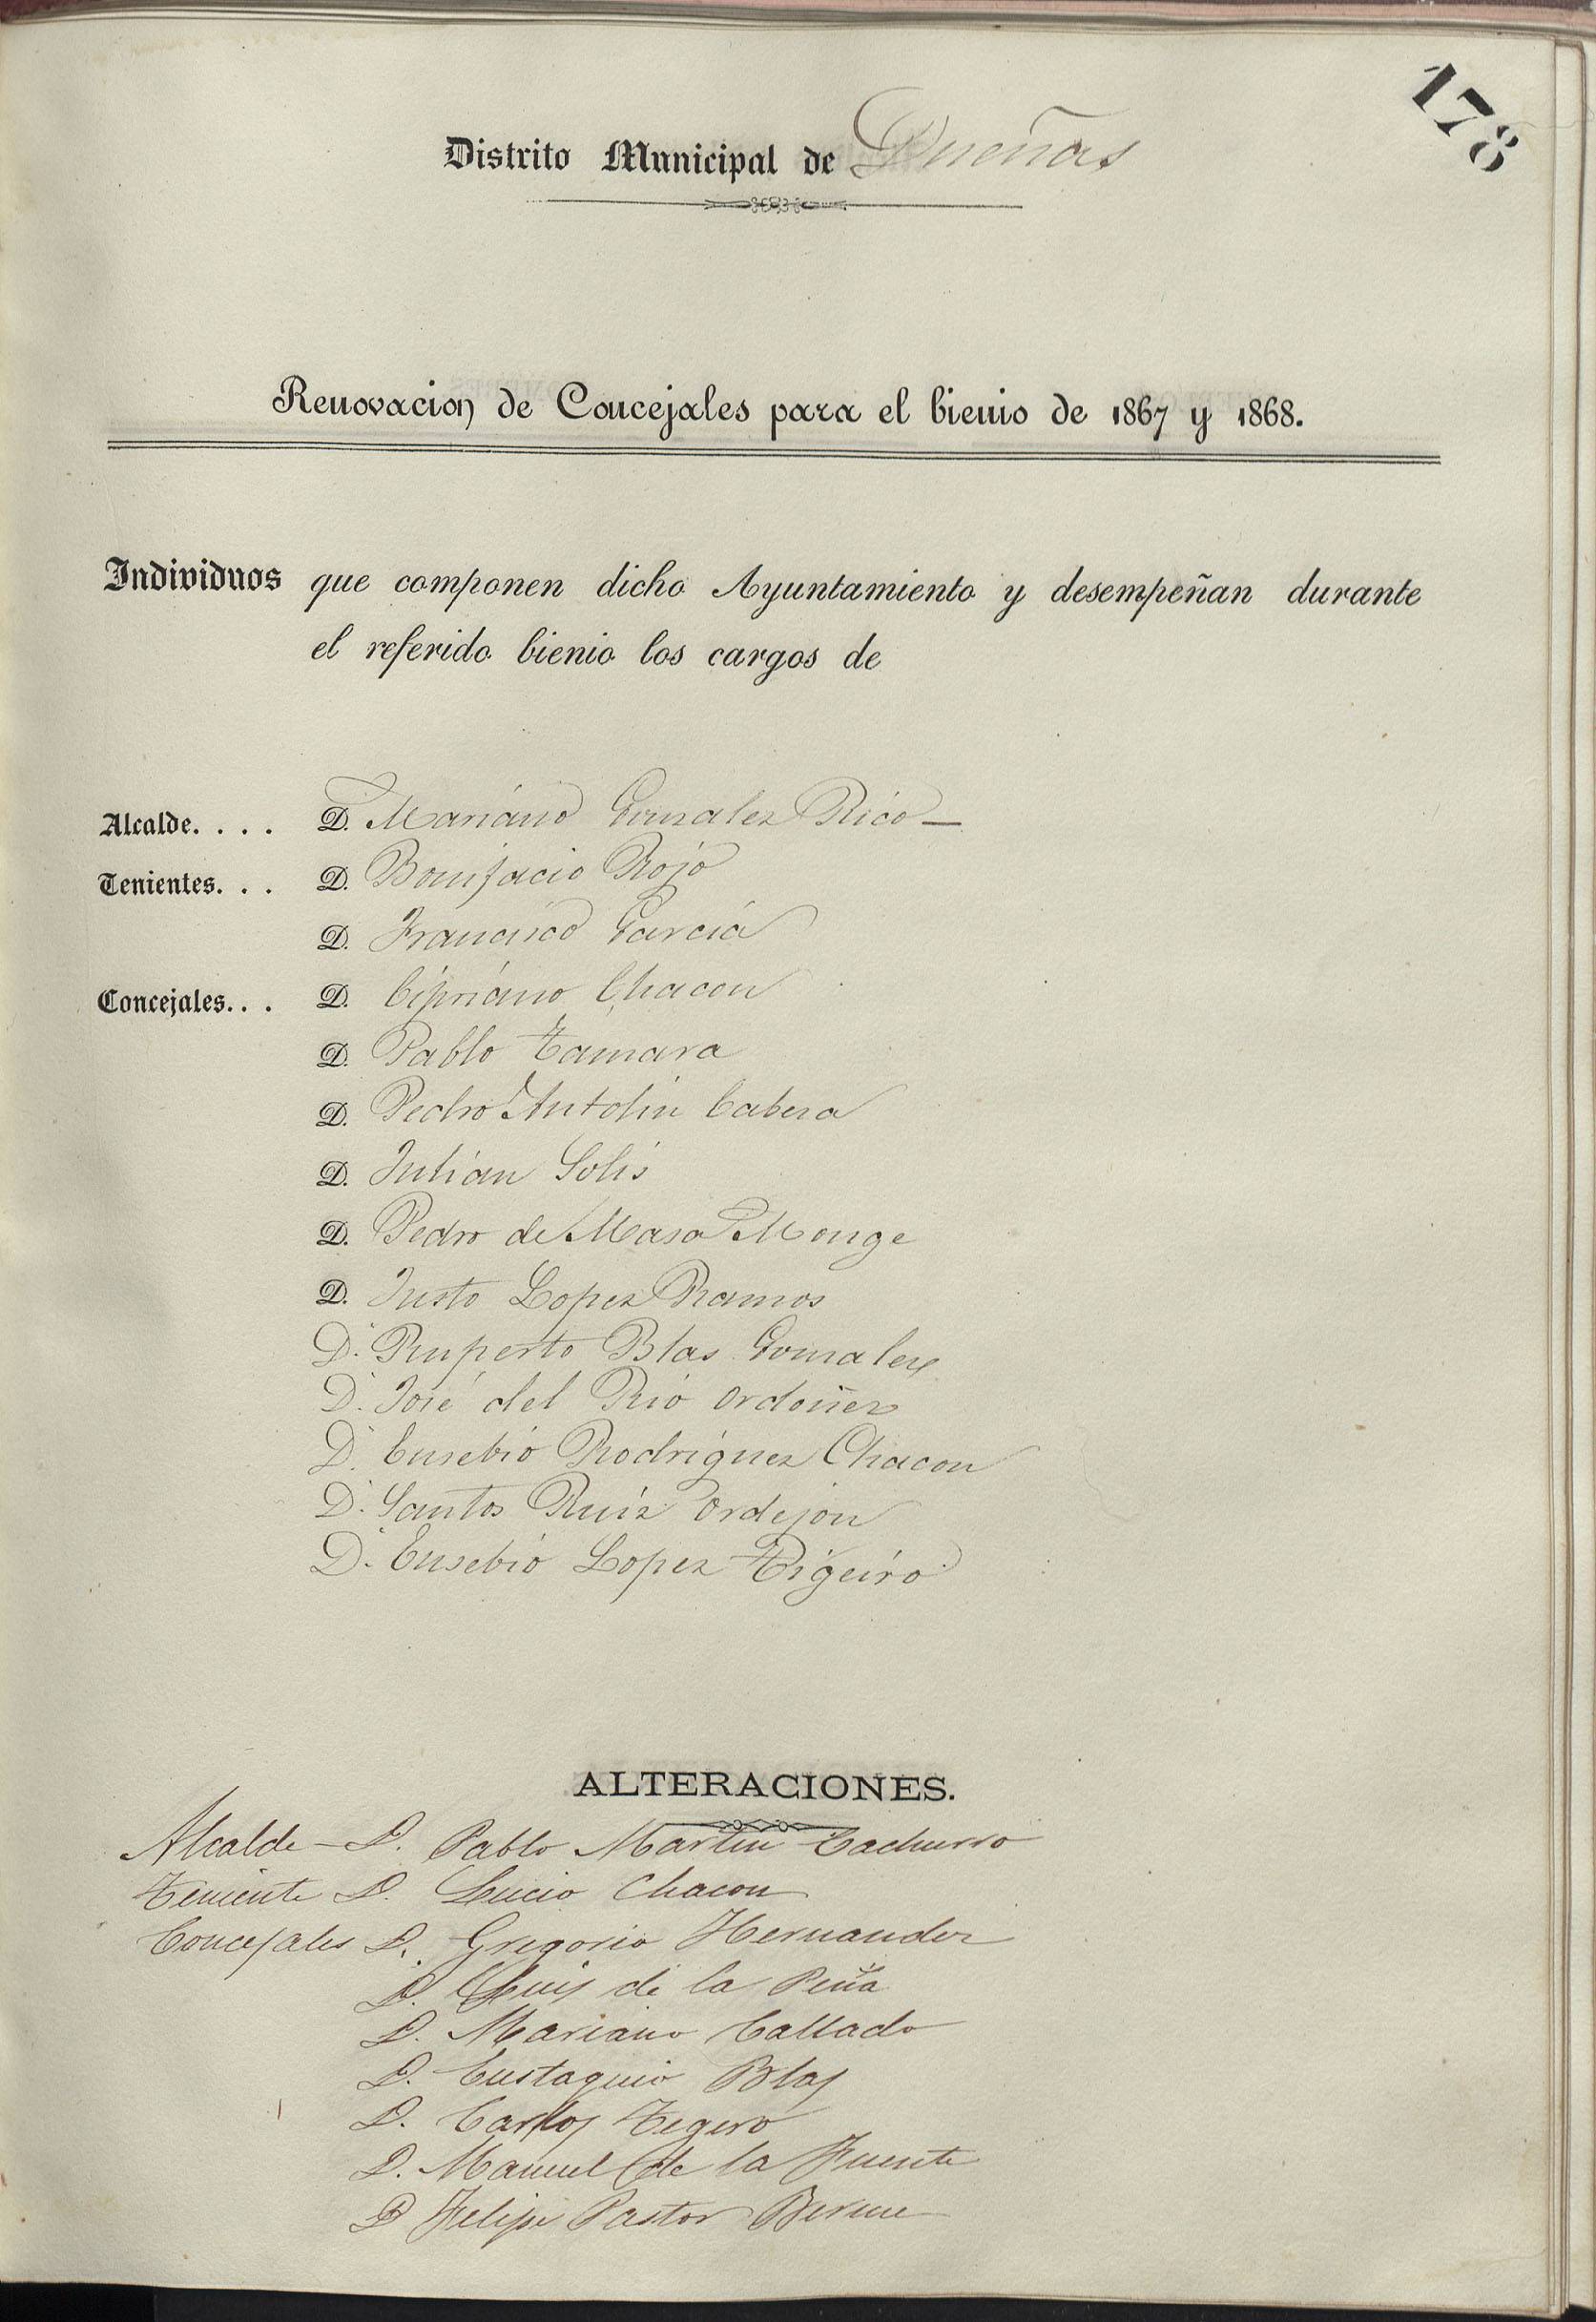 178
Distrito Municipal de Dueñas
Renovacion de Concejales para el bienio de 1867 y 1868.
Individuos que componen dicho Ayuntamiento y desempeñan durante
el referido bienio los cargos de
Alcalde. . . . D. Mariano Gonzalez Rico —
Tenientes. . . D. Bonifacio Rojo
D. Francisco Garcia
Concejales. . . D. Cipriano Chacon
D. Pablo Tamara
D. Pedro Antolin Cabeza
D. Julian Solis
D. Pedro de Masa Monge
D. Justo Lopez Ramos
D. Ruperto Blas Gonzalez
D. José del Rio Ordoñez
D. Eusebio Rodriguez Chacon
D. Santos Ruiz Ordejon
D. Eusebio Lopez
ALTERACIONES.
Alcalde — D. Pablo Martin Cachurro
Teniente D. Lucio Chacon
Concejales D. Gregorio Hernandez
D. Luis de la Peña
D. Mariano Callado
D. Eustaquio Blas
D. Carlos
D. Manuel de la Fuente
D Felipe Pastor